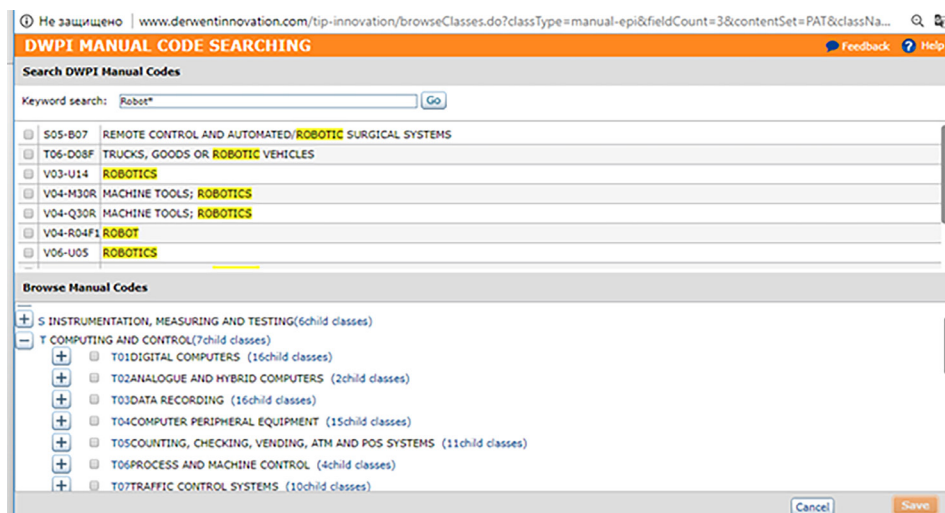 Не защищено | www.derwentinnovation.com/tip-innovation/browseClasses.do?classType=manual-epi&fieldCount=3&contentSet=PAT&classNa...
DWPI MANUAL CODE SEARCHING Feedback Help
Search DWPI Manual Codes
Keyword search: Robot* Go
S05-B07 REMOTE CONTROL AND AUTOMATED/ROBOTIC SURGICAL SYSTEMS
T06-D08F TRUCKS, GOODS OR ROBOTIC VEHICLES
V03-U14 ROBOTICS
V04-M30R MACHINE TOOLS; ROBOTICS
V04-Q30R MACHINE TOOLS; ROBOTICS
V04-R04F1 ROBOT
V06-U05 ROBOTICS
Browse Manual Codes
S INSTRUMENTATION, MEASURING AND TESTING(6child classes)
T COMPUTING AND CONTROL(7child classes)
T01DIGITAL COMPUTERS (16child classes)
T02ANALOGUE AND HYBRID COMPUTERS (2child classes)
T03DATA RECORDING (16child classes)
T04COMPUTER PERIPHERAL EQUIPMENT (15child classes)
T05COUNTING, CHECKING, VENDING, ATM AND POS SYSTEMS (11child classes)
T06PROCESS AND MACHINE CONTROL (4child classes)
T07TRAFFIC CONTROL SYSTEMS (10child classes)
Cancel Save